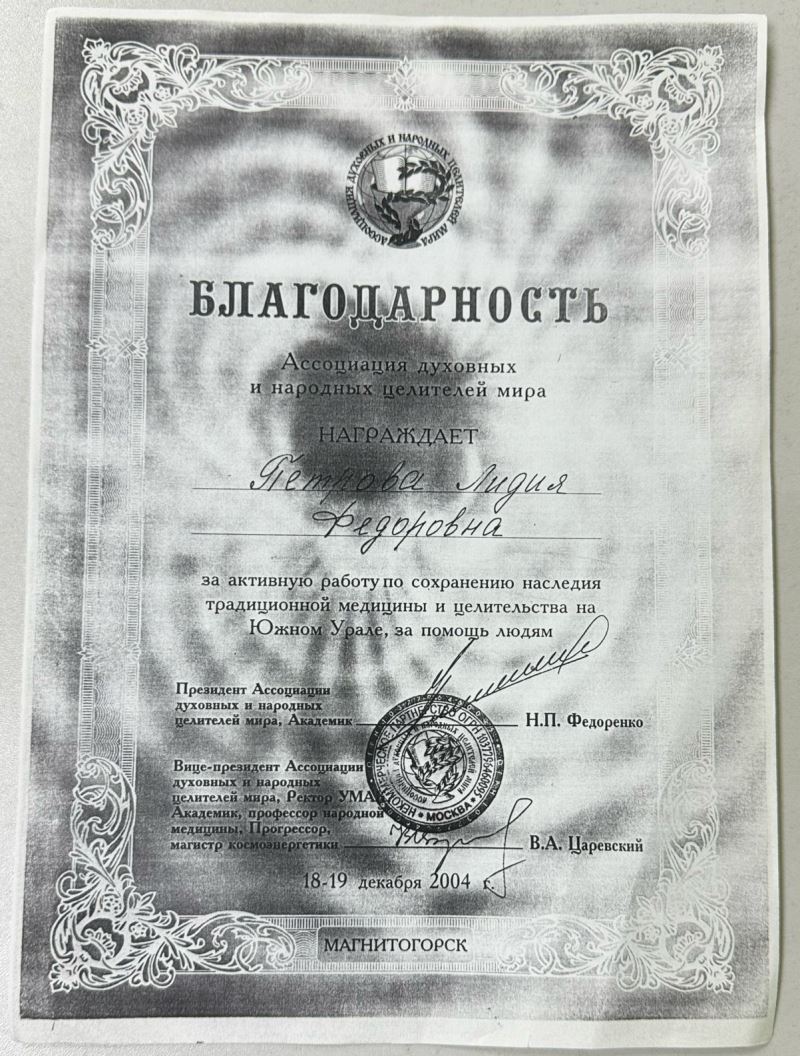 АССОЦИАЦИЯ ДУХОВНЫХ И НАРОДНЫХ ЦЕЛИТЕЛЕЙ МИРА
БЛАГОДАРНОСТЬ
Ассоциация духовных
и народных целителей мира
НАГРАЖДАЕТ
Петрова Лидия
Федоровна
за активную работу по сохранению наследия
традиционной медицины и целительства на
Южном Урале, за помощь людям
Президент Ассоциации
духовных и народных
целителей мира, Академик Н.П. Федоренко
НЕКОММЕРЧЕСКОЕ ПАРТНЕРСТВО ОГРН
МОСКВА
Вице-президент Ассоциации
духовных и народных
целителей мира, Ректор УМА
Академик, профессор народной
медицины, Прогрессор,
магистр космоэнергетики В.А. Царевский
18-19 декабря 2004 г.
МАГНИТОГОРСК